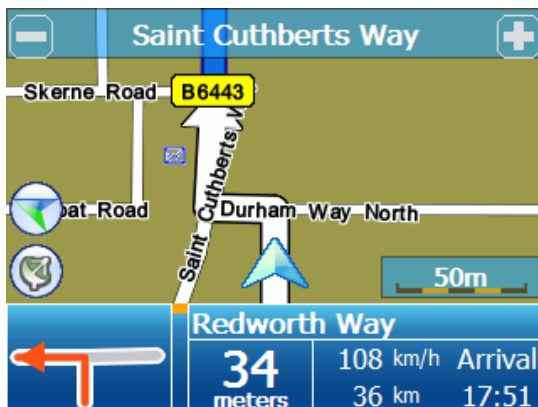 Saint Cuthberts Way
Skerne Road
B6443
Saint Cuthberts
Road
Durham Way North
50m
Redworth Way
34
meters
108 km/h Arrival
36 km 17:51